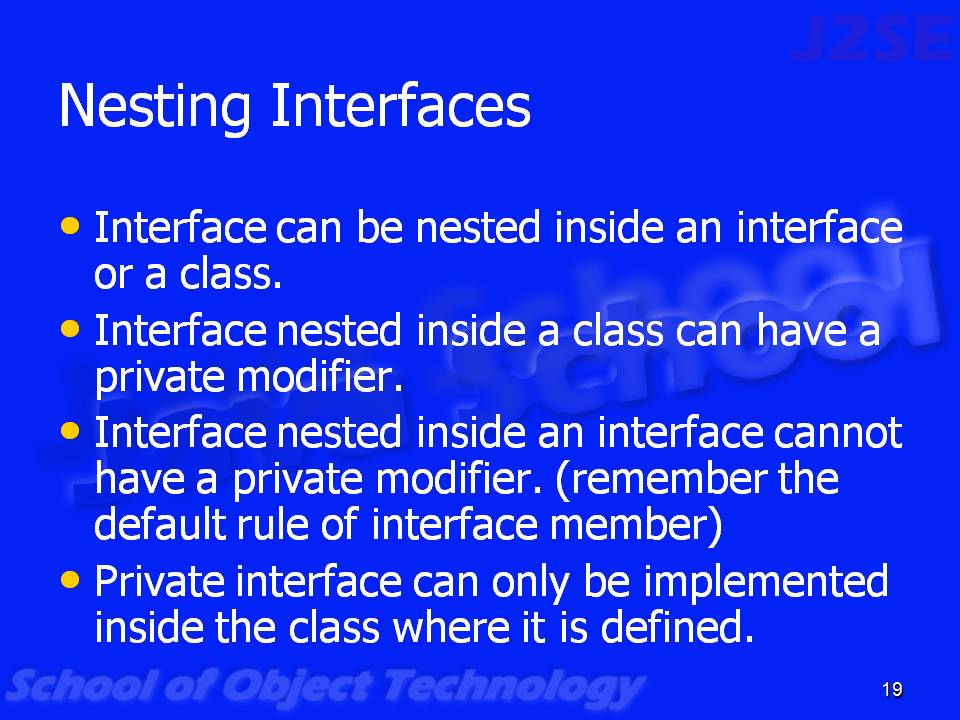 J2SE
Nesting Interfaces
• Interface can be nested inside an interface
or a class.
• Interface nested inside a class can have a
private modifier.
• Interface nested inside an interface cannot
have a private modifier. (remember the
default rule of interface member)
• Private interface can only be implemented
inside the class where it is defined.
Java School
School of Object Technology
19